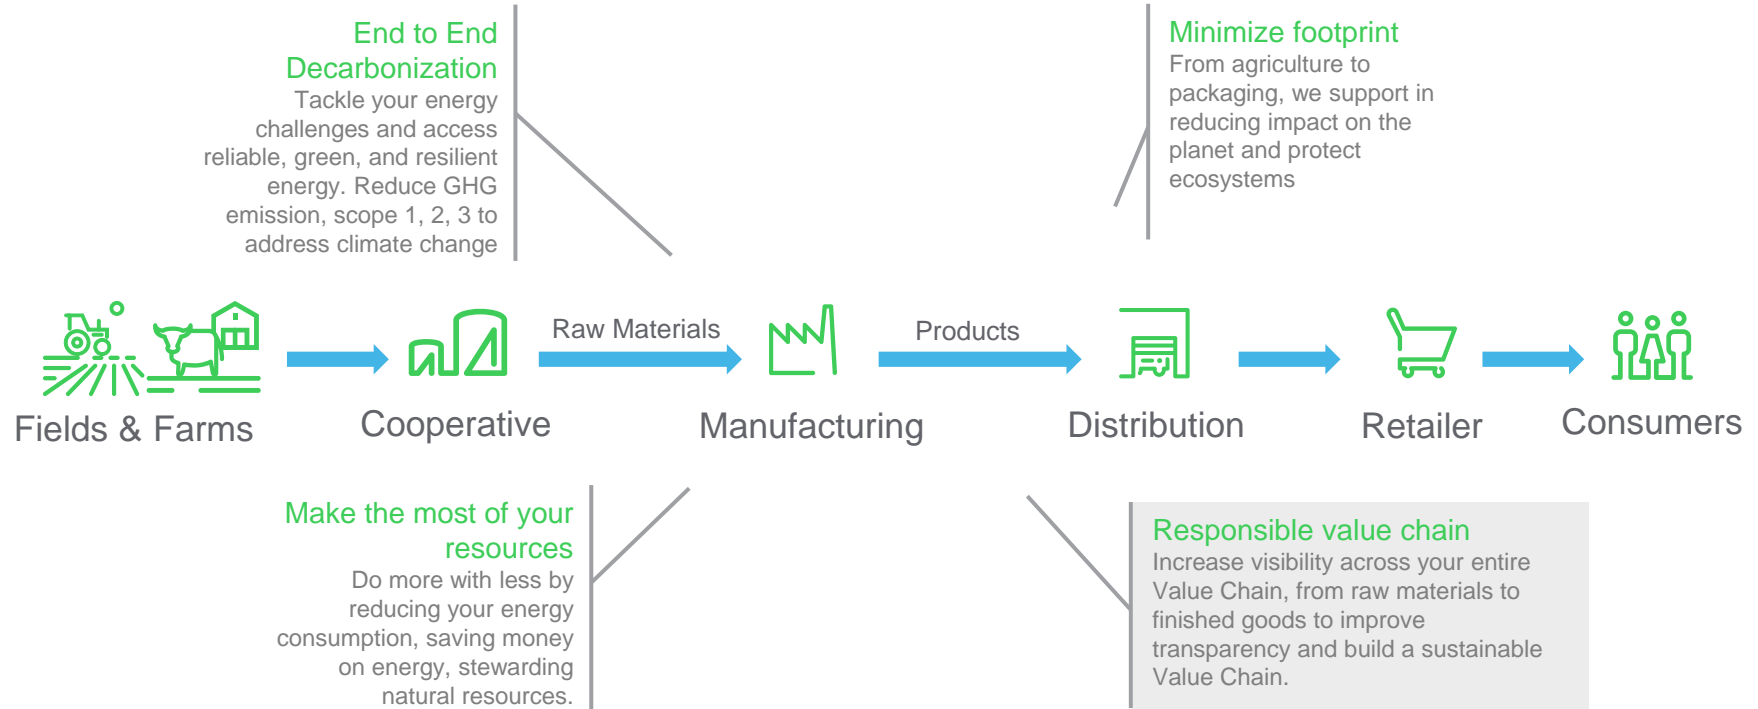 End to End
Decarbonization
Tackle your energy
challenges and access
reliable, green, and resilient
energy. Reduce GHG
emission, scope 1, 2, 3 to
address climate change
Minimize footprint
From agriculture to
packaging, we support in
reducing impact on the
planet and protect
ecosystems
Raw Materials
Products
Fields & Farms
Cooperative
Manufacturing
Distribution
Retailer
Consumers
Make the most of your
resources
Do more with less by
reducing your energy
consumption, saving money
on energy, stewarding
natural resources.
Responsible value chain
Increase visibility across your entire
Value Chain, from raw materials to
finished goods to improve
transparency and build a sustainable
Value Chain.